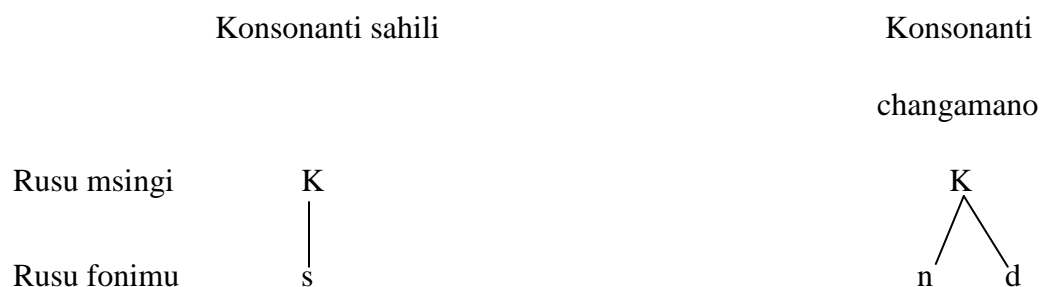 Konsonanti sahili Konsonanti
changamano
Rusu msingi K K
Rusu fonimu s n d